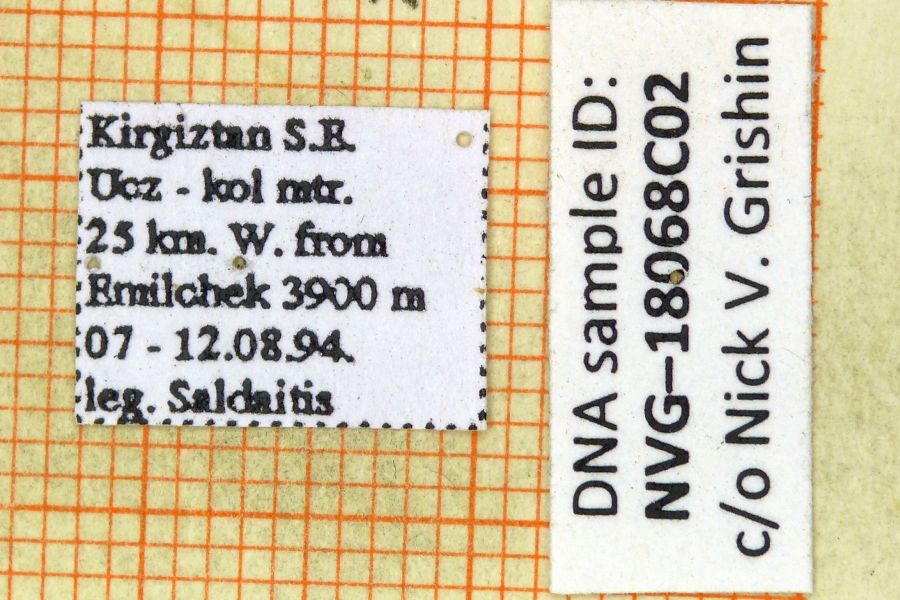 Kirgiztan S.E.
Ucz - kol mtr.
25 km. W. from
Emilchek 3900 m
07 - 12.08.94.
leg. Saldaitis
DNA sample ID:
NVG-18068C02
c/o Nick V. Grishin